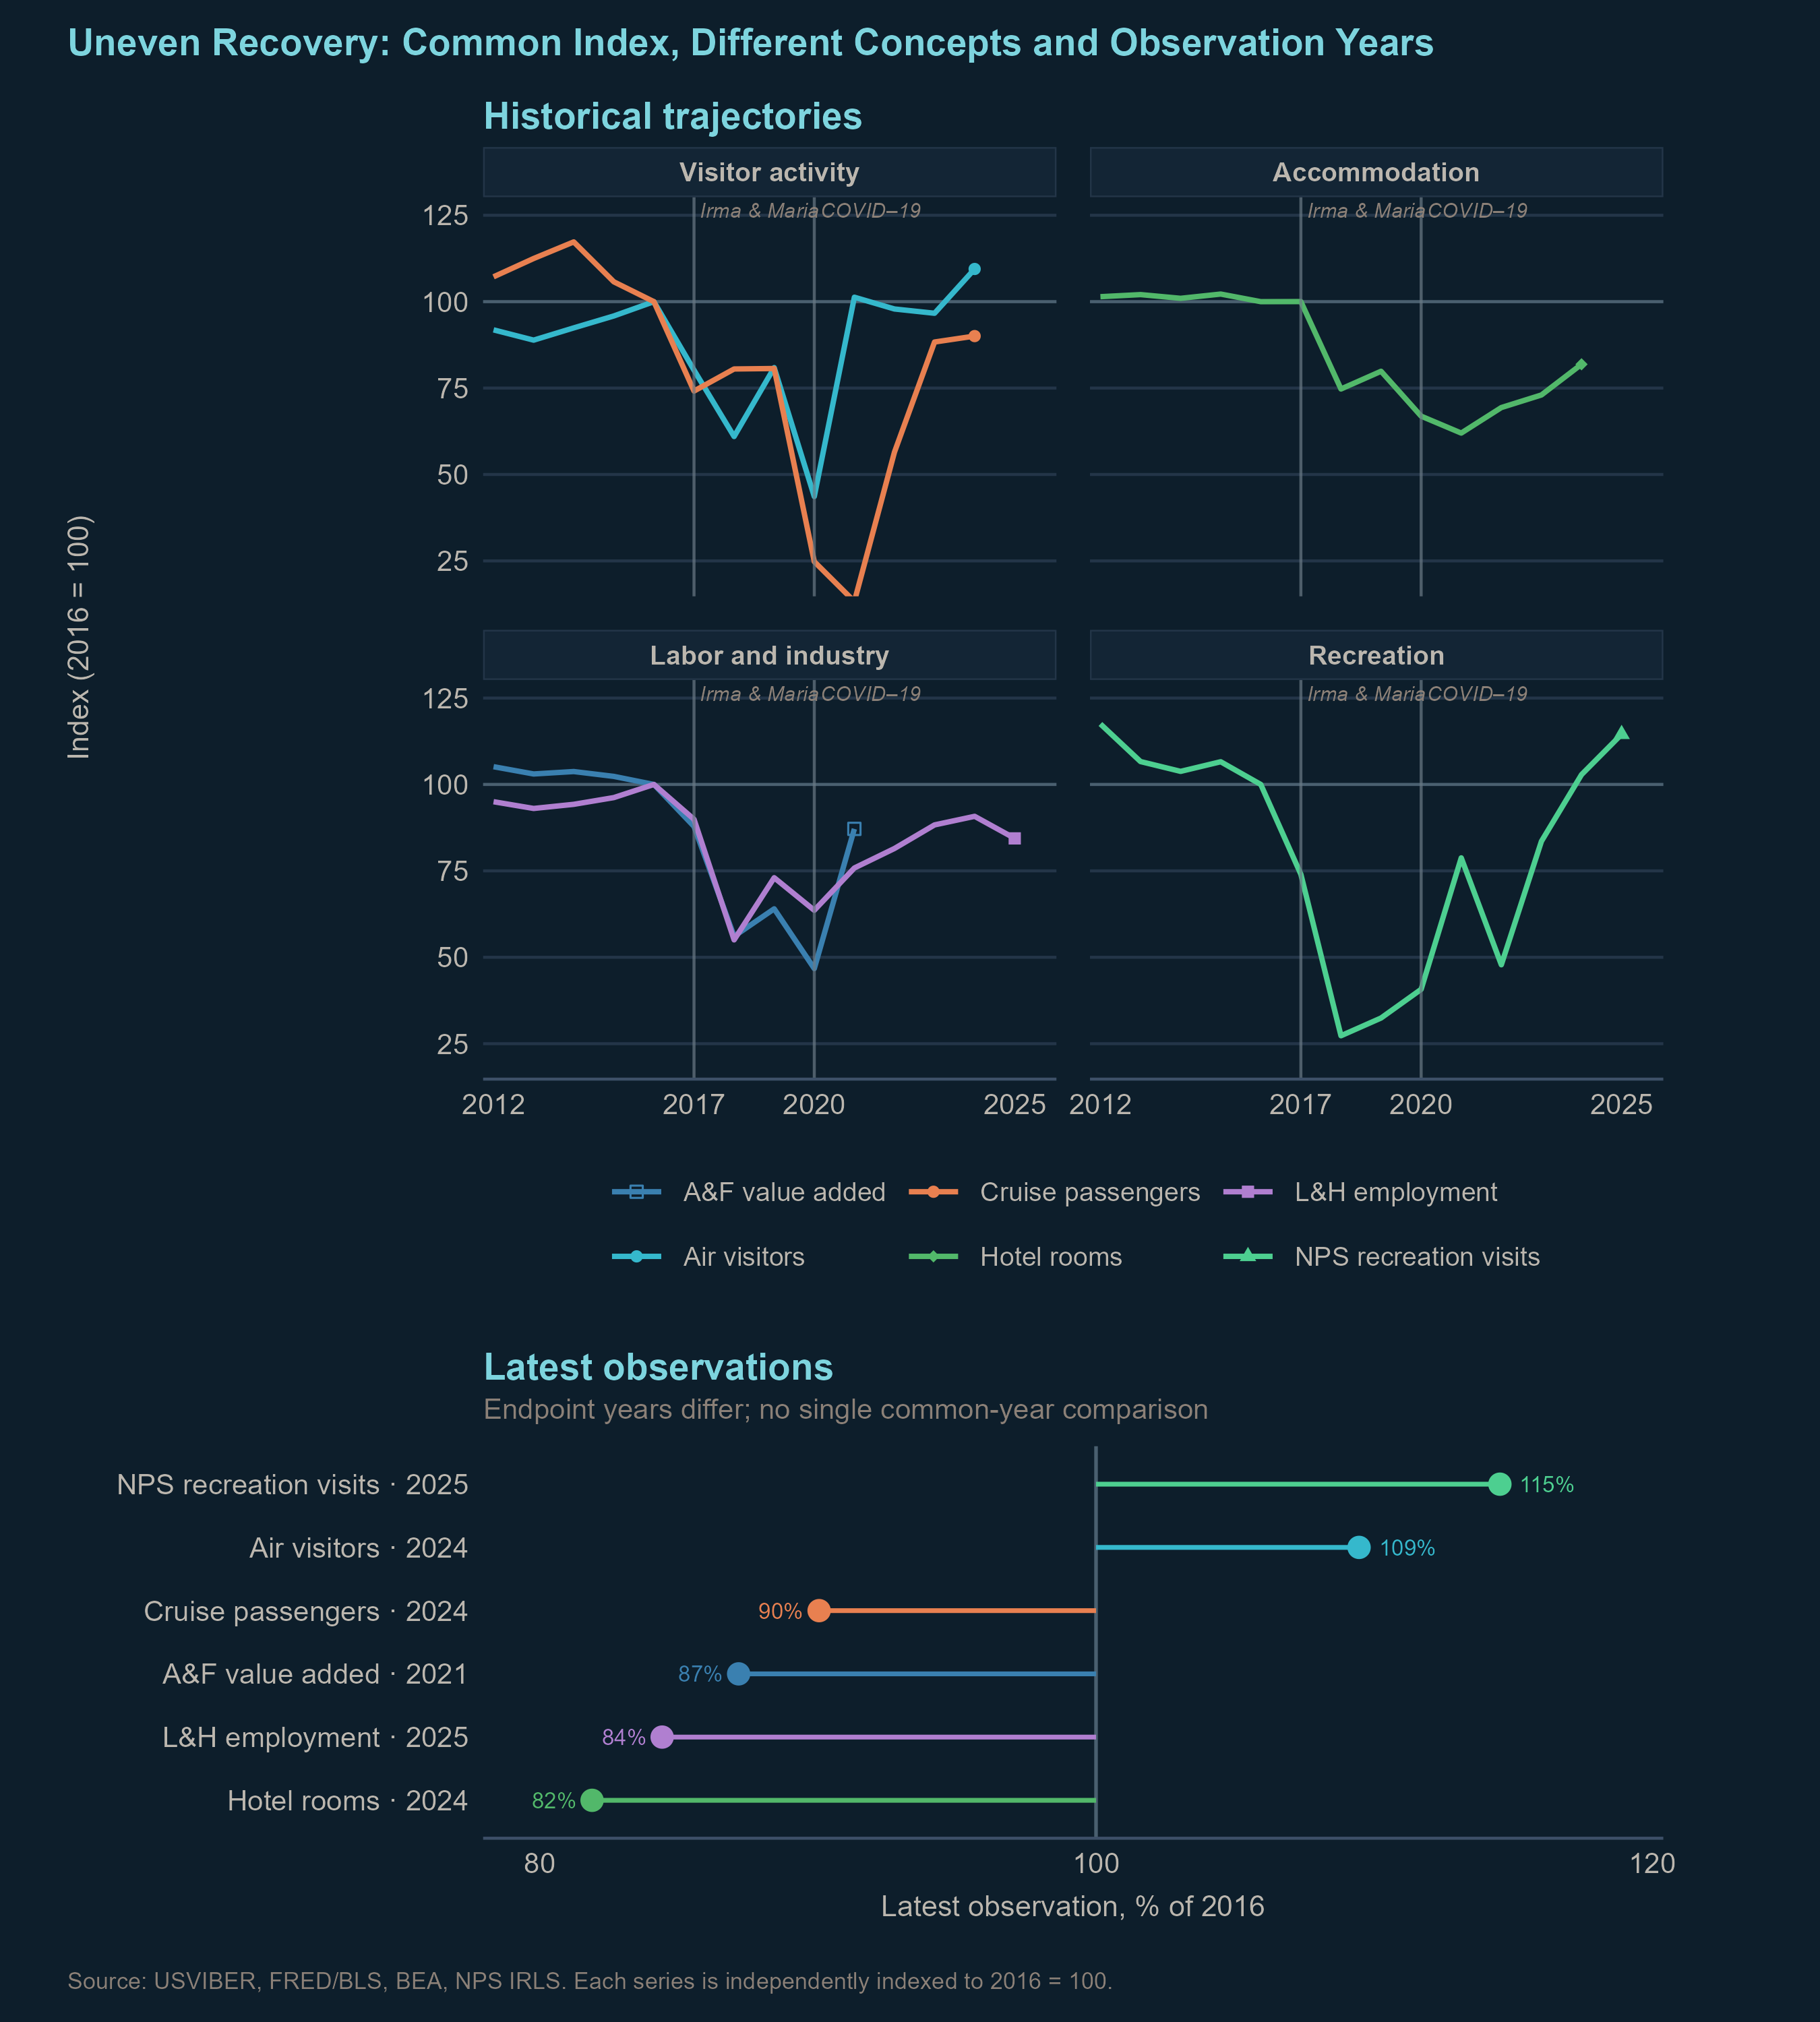 Uneven Recovery: Common Index, Different Concepts and Observation Years
Historical trajectories
Visitor activity
Accommodation
Irma & Maria COVID–19
Irma & Maria COVID–19
125
100
75
50
25
Index (2016 = 100)
Labor and industry
Recreation
Irma & Maria COVID–19
Irma & Maria COVID–19
125
100
75
50
25
2012 2017 2020 2025
2012 2017 2020 2025
A&F value added Cruise passengers L&H employment
Air visitors Hotel rooms NPS recreation visits
Latest observations
Endpoint years differ; no single common-year comparison
NPS recreation visits · 2025 115%
Air visitors · 2024 109%
Cruise passengers · 2024 90%
A&F value added · 2021 87%
L&H employment · 2025 84%
Hotel rooms · 2024 82%
80 100 120
Latest observation, % of 2016
Source: USVIBER, FRED/BLS, BEA, NPS IRLS. Each series is independently indexed to 2016 = 100.